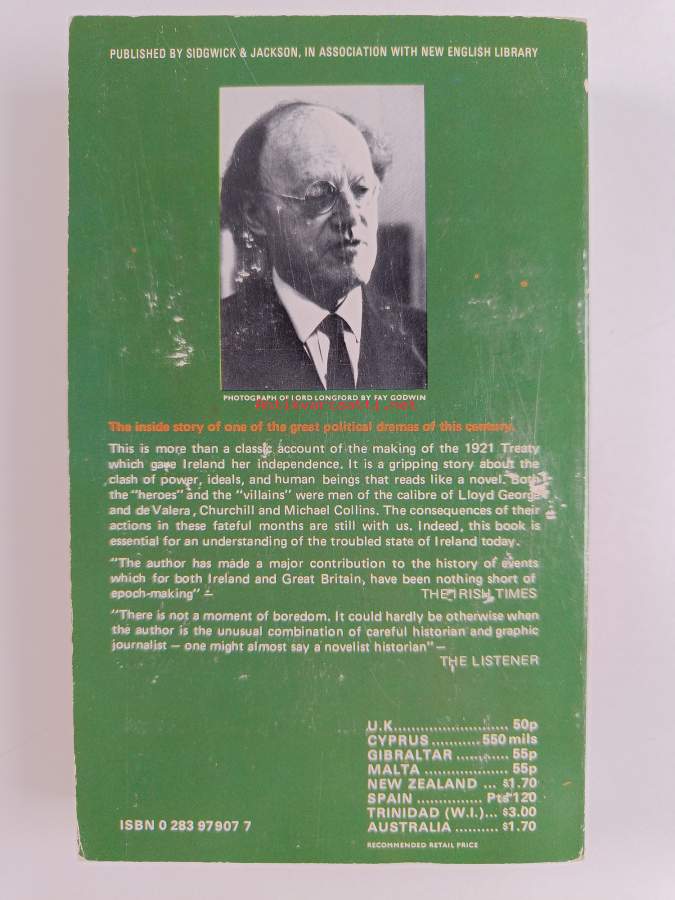 PUBLISHED BY SIDGWICK & JACKSON, IN ASSOCIATION WITH NEW ENGLISH LIBRARY
PHOTOGRAPH OF LORD LONGFORD BY FAY GODWIN
Antikvariaatti.net
The inside story of one of the great political dramas of this century.
This is more than a classic account of the making of the 1921 Treaty
which gave Ireland her independence. It is a gripping story about the
clash of power, ideals, and human beings that reads like a novel. Both
the "heroes" and the "villains" were men of the calibre of Lloyd George
and de Valera, Churchill and Michael Collins. The consequences of their
actions in these fateful months are still with us. Indeed, this book is
essential for an understanding of the troubled state of Ireland today.
"The author has made a major contribution to the history of events
which for both Ireland and Great Britain, have been nothing short of
epoch-making" – THE IRISH TIMES
"There is not a moment of boredom. It could hardly be otherwise when
the author is the unusual combination of careful historian and graphic
journalist – one might almost say a novelist historian" –
THE LISTENER
U.K.......................... 50p
CYPRUS ........... 550 mils
GIBRALTAR ............ 55p
MALTA ................... 55p
NEW ZEALAND ... $1.70
SPAIN ............... Pts 120
TRINIDAD (W.I.)... $3.00
AUSTRALIA .......... $1.70
RECOMMENDED RETAIL PRICE
ISBN 0 283 97907 7